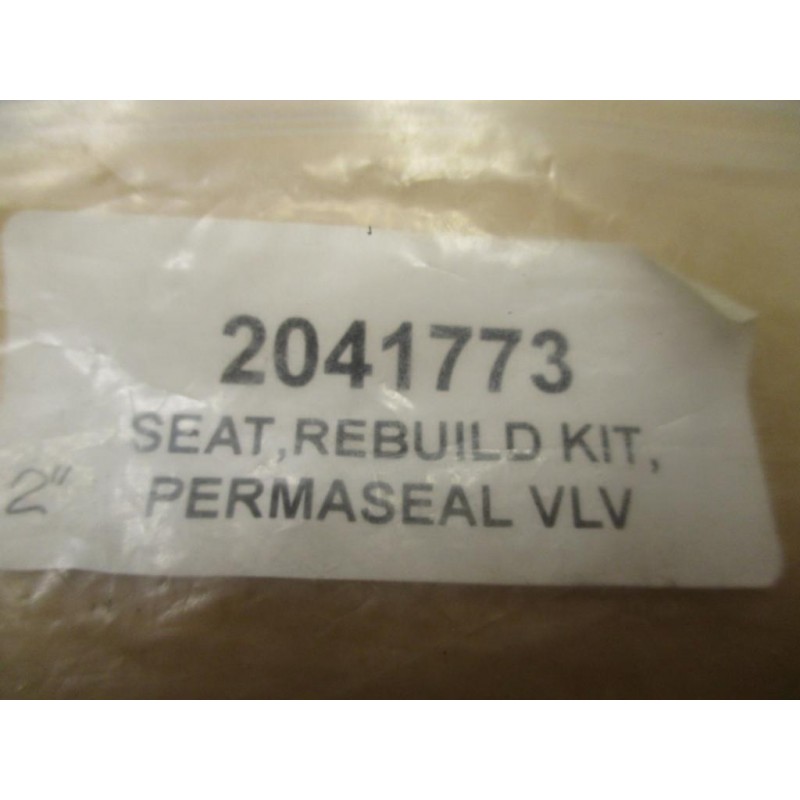 2041773
SEAT,REBUILD KIT,
2" PERMASEAL VLV